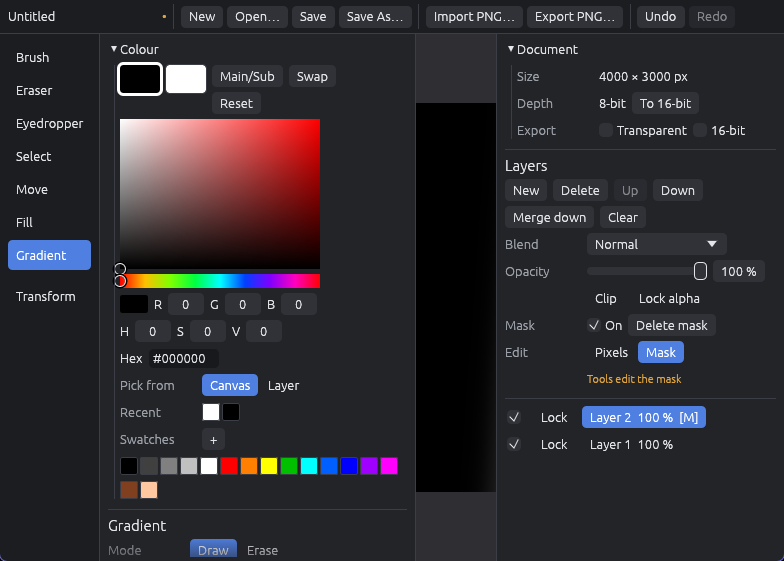 Untitled New Open... Save Save As... Import PNG... Export PNG... Undo Redo
Brush
Eraser
Eyedropper
Select
Move
Fill
Gradient
Transform
Colour
Main/Sub Swap
Reset
R 0 G 0 B 0
H 0 S 0 V 0
Hex #000000
Pick from Canvas Layer
Recent
Swatches +
Gradient
Mode Draw Erase
Document
Size 4000 × 3000 px
Depth 8-bit To 16-bit
Export Transparent 16-bit
Layers
New Delete Up Down
Merge down Clear
Blend Normal
Opacity 100 %
Clip Lock alpha
Mask On Delete mask
Edit Pixels Mask
Tools edit the mask
Lock Layer 2 100 % [M]
Lock Layer 1 100 %